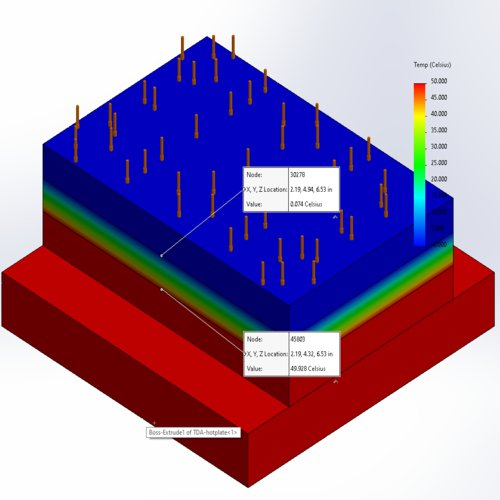 Temp (Celsius)
50.000
45.000
40.000
35.000
30.000
25.000
20.000
Node: 30278
X, Y, Z Location: 2.19, 4.94, 6.53 in
Value: 0.074 Celsius
Node: 45803
X, Y, Z Location: 2.19, 4.32, 6.53 in
Value: 49.928 Celsius
Boss-Extrude1 of TDA-hotplate<1>